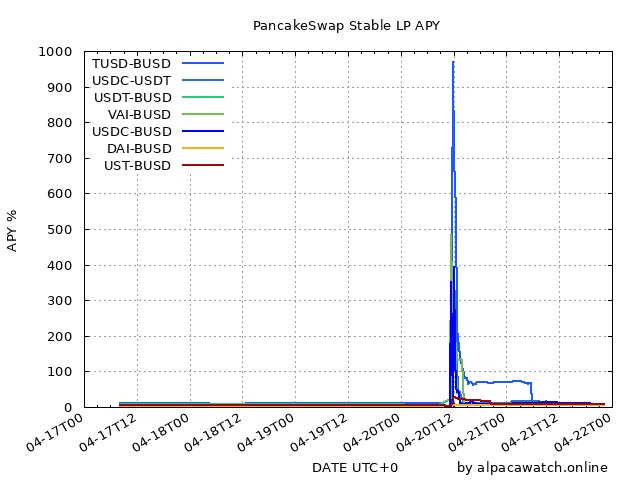 PancakeSwap Stable LP APY
1000
900
800
700
600
500
400
300
200
100
0
APY %
TUSD-BUSD
USDC-USDT
USDT-BUSD
VAI-BUSD
USDC-BUSD
DAI-BUSD
UST-BUSD
04-17T00
04-17T12
04-18T00
04-18T12
04-19T00
04-19T12
04-20T00
04-20T12
04-21T00
04-21T12
04-22T00
DATE UTC+0
by alpacawatch.online